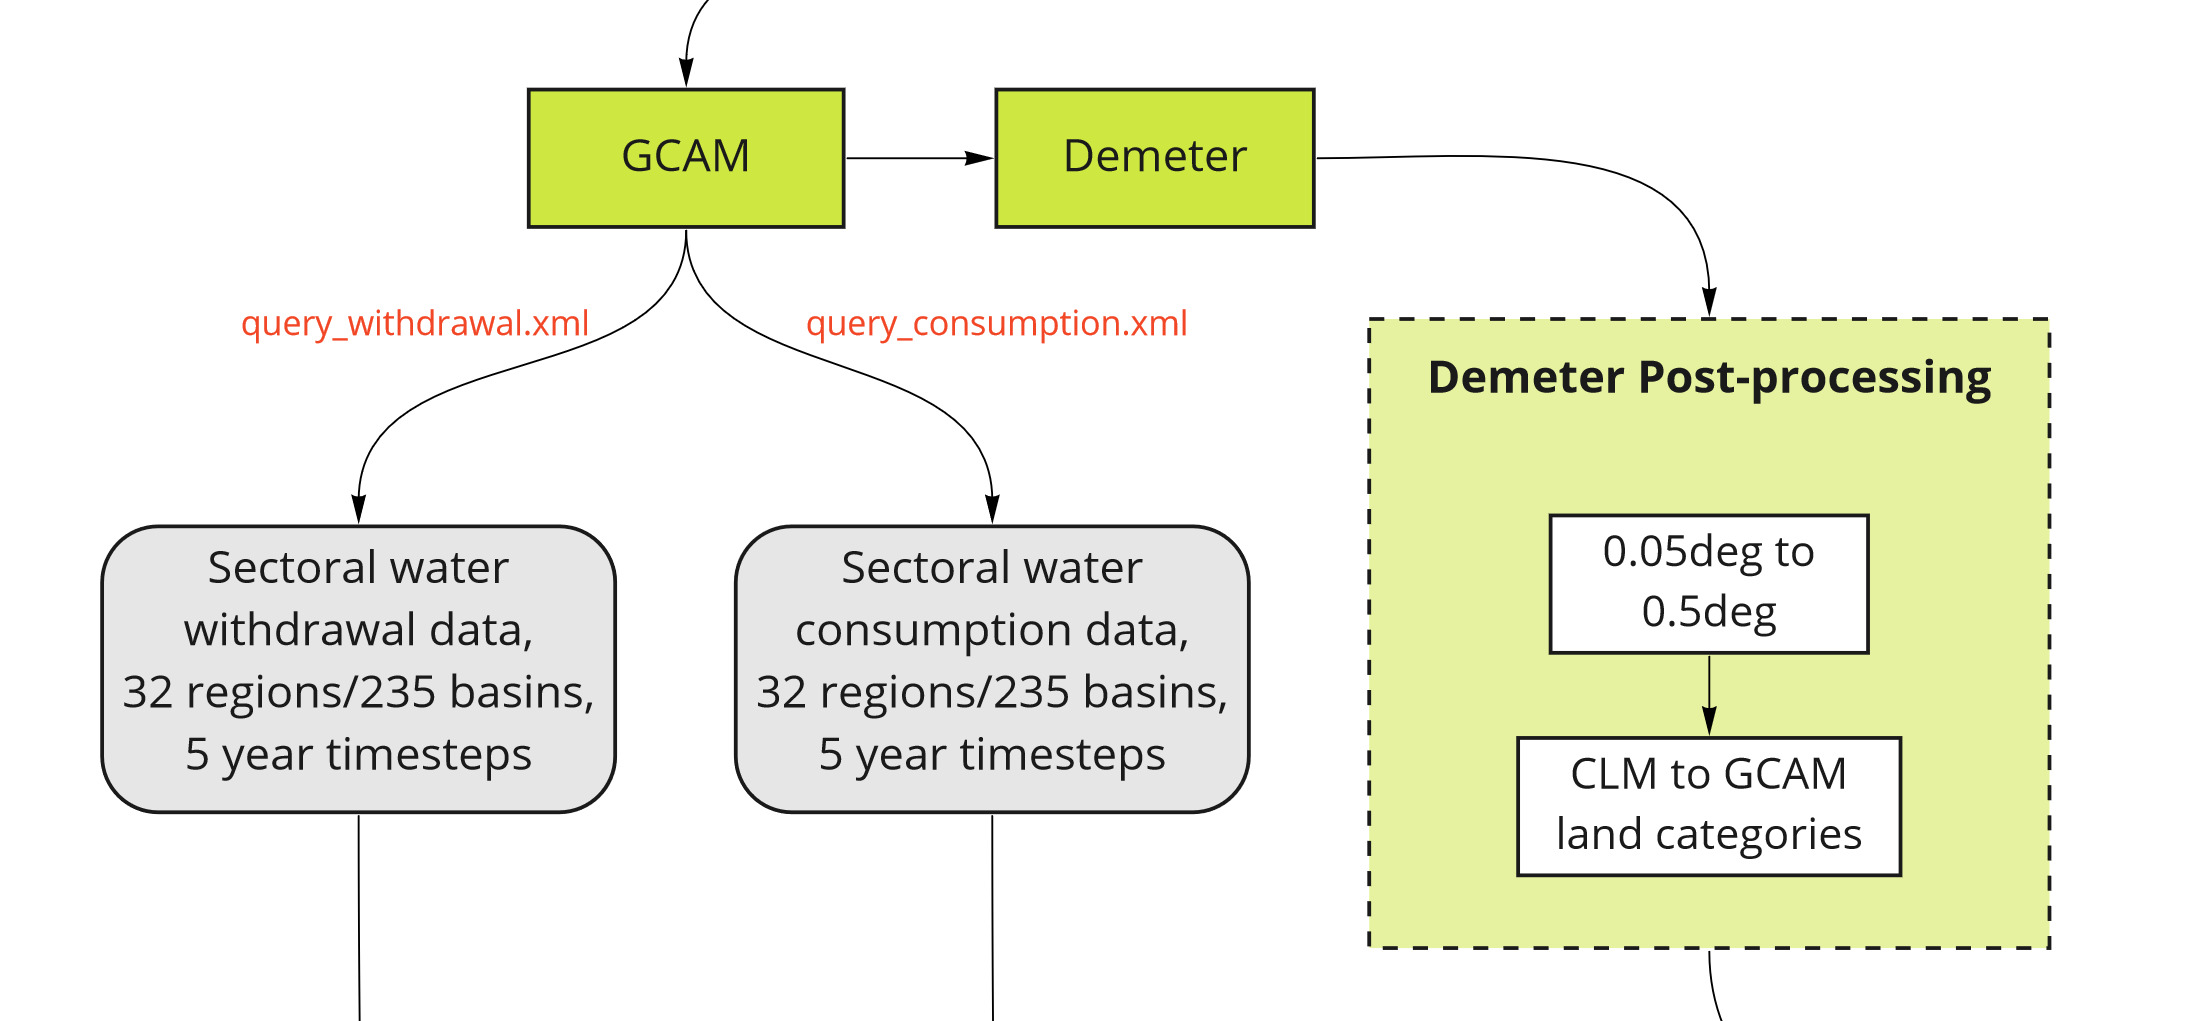 GCAM
Demeter
query_withdrawal.xml
query_consumption.xml
Sectoral water
withdrawal data,
32 regions/235 basins,
5 year timesteps
Sectoral water
consumption data,
32 regions/235 basins,
5 year timesteps
Demeter Post-processing
0.05deg to
0.5deg
CLM to GCAM
land categories